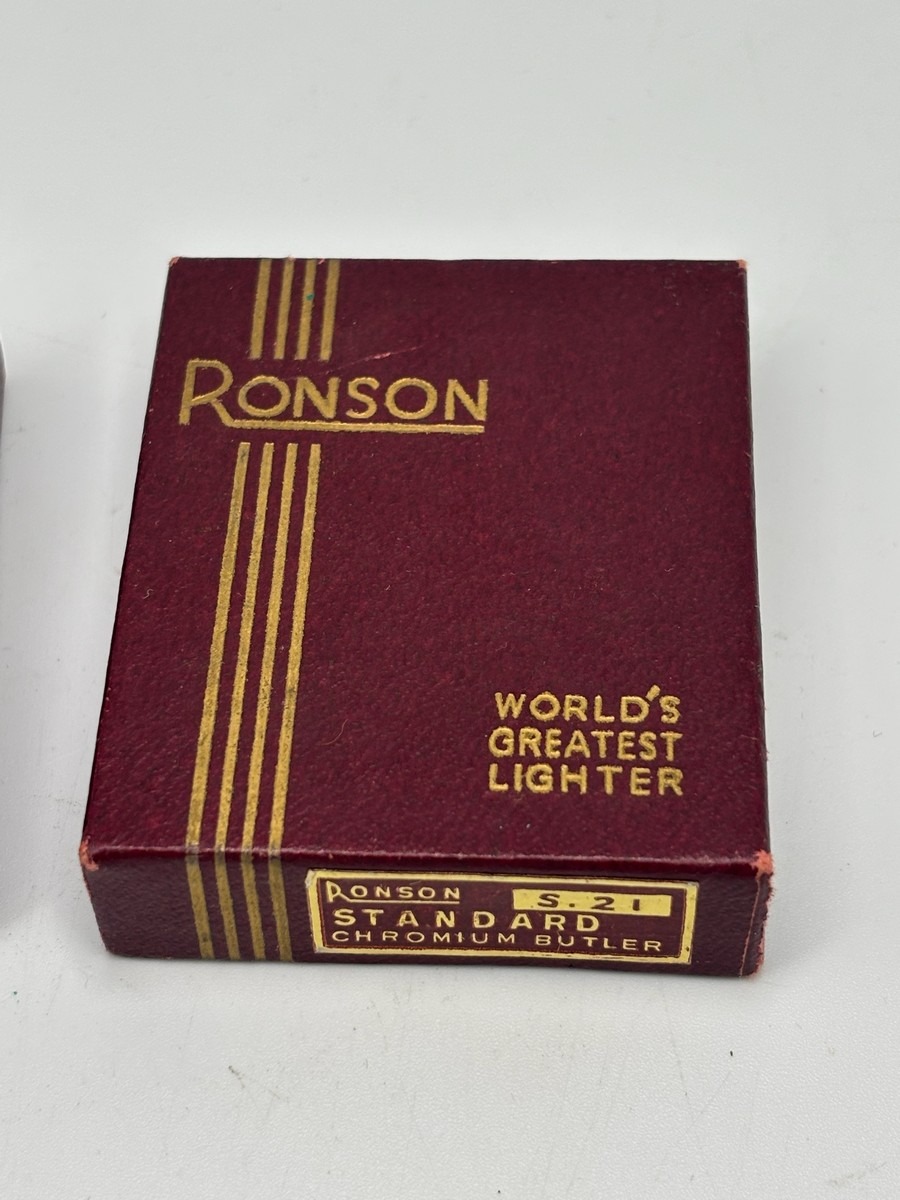 RONSON
WORLD'S
GREATEST
LIGHTER
RONSON S.21
STANDARD
CHROMIUM BUTLER